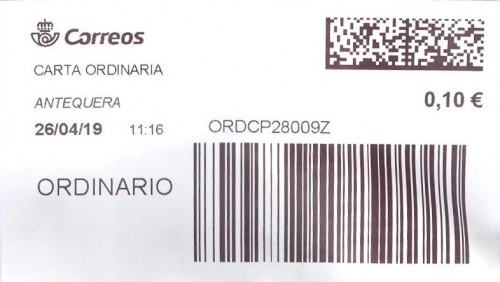 Correos
CARTA ORDINARIA
ANTEQUERA
0,10 €
26/04/19 11:16 ORDCP28009Z
ORDINARIO